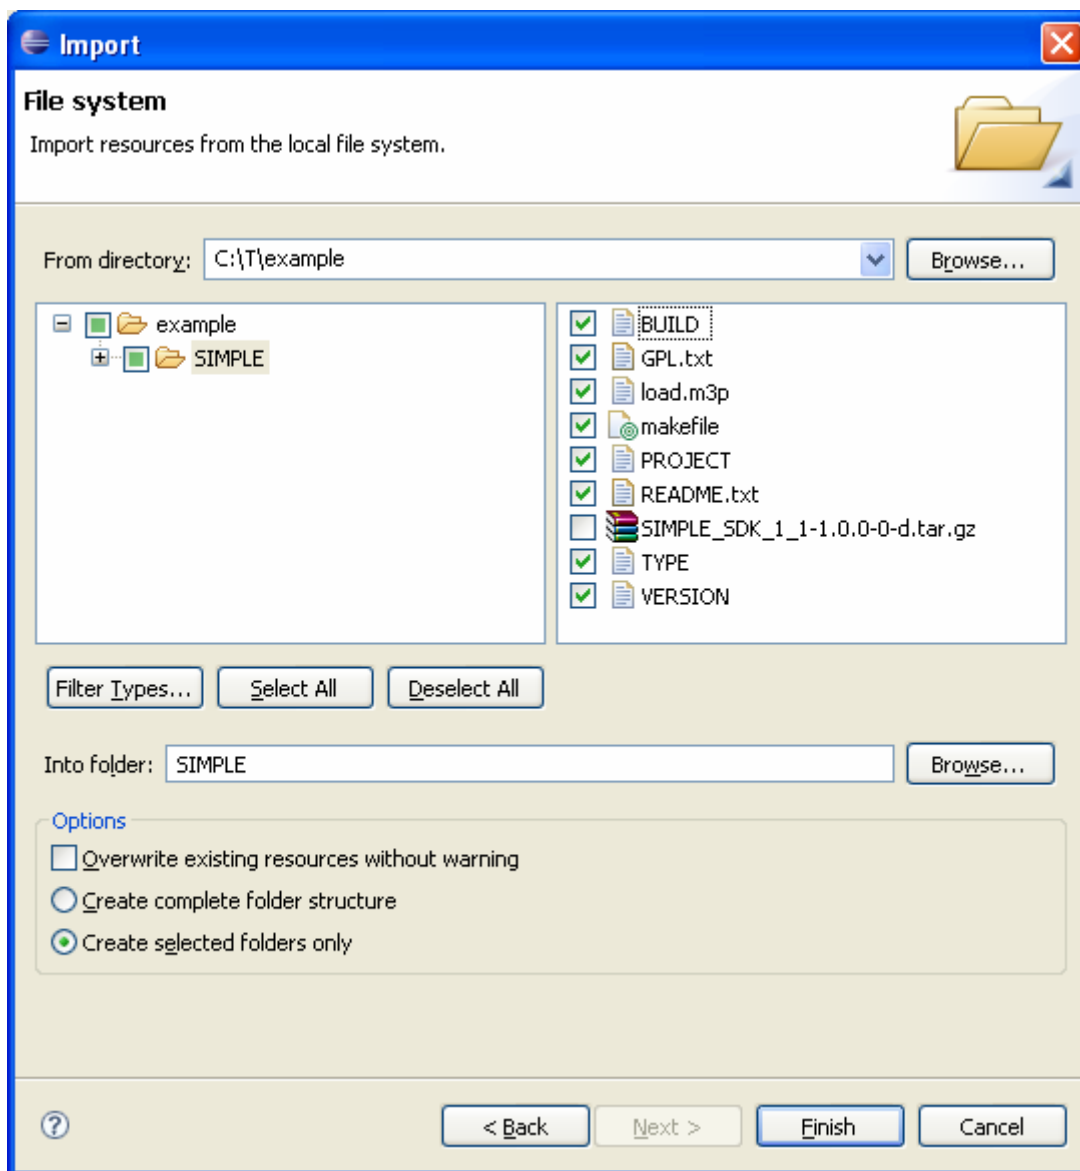 Import
File system
Import resources from the local file system.
From directory: C:\T\example Browse...
example
SIMPLE
BUILD
GPL.txt
load.m3p
makefile
PROJECT
README.txt
SIMPLE_SDK_1_1-1.0.0-0-d.tar.gz
TYPE
VERSION
Filter Types... Select All Deselect All
Into folder: SIMPLE Browse...
Options
Overwrite existing resources without warning
Create complete folder structure
Create selected folders only
? < Back Next > Finish Cancel